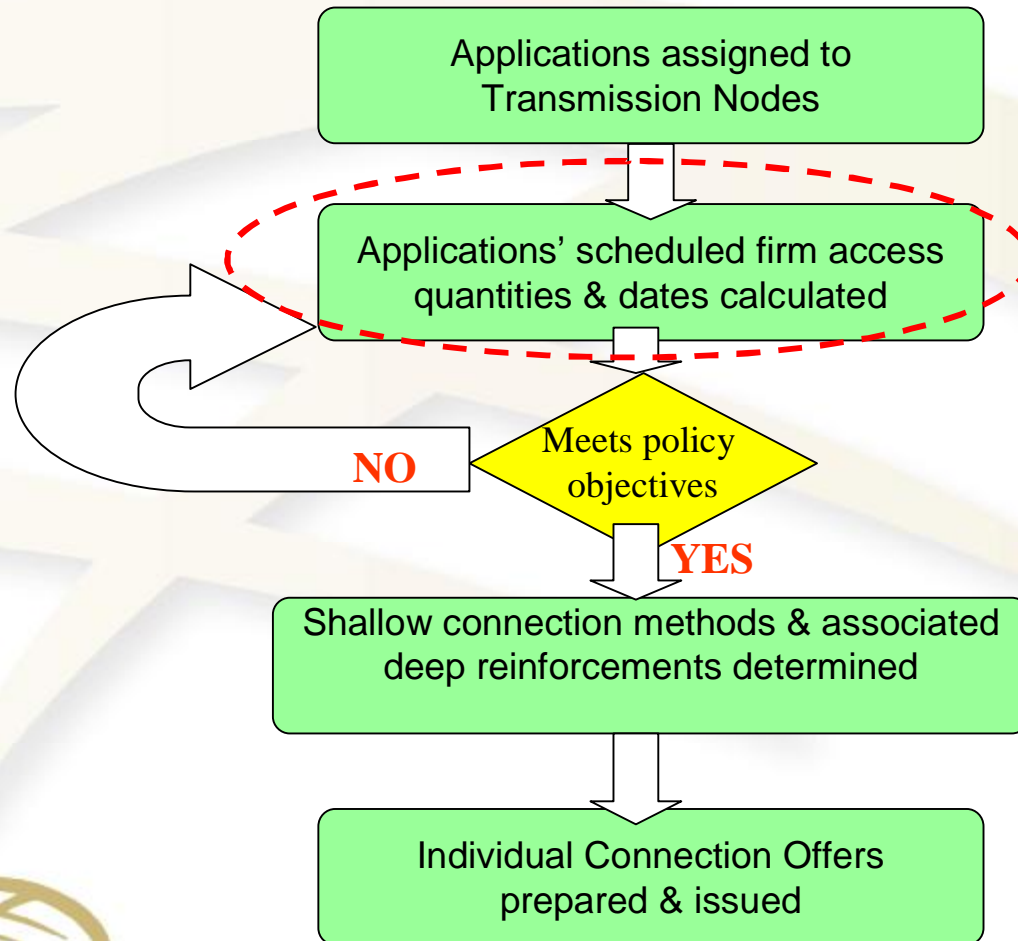 Applications assigned to
Transmission Nodes
Applications’ scheduled firm access
quantities & dates calculated
Meets policy
objectives
NO
YES
Shallow connection methods & associated
deep reinforcements determined
Individual Connection Offers
prepared & issued